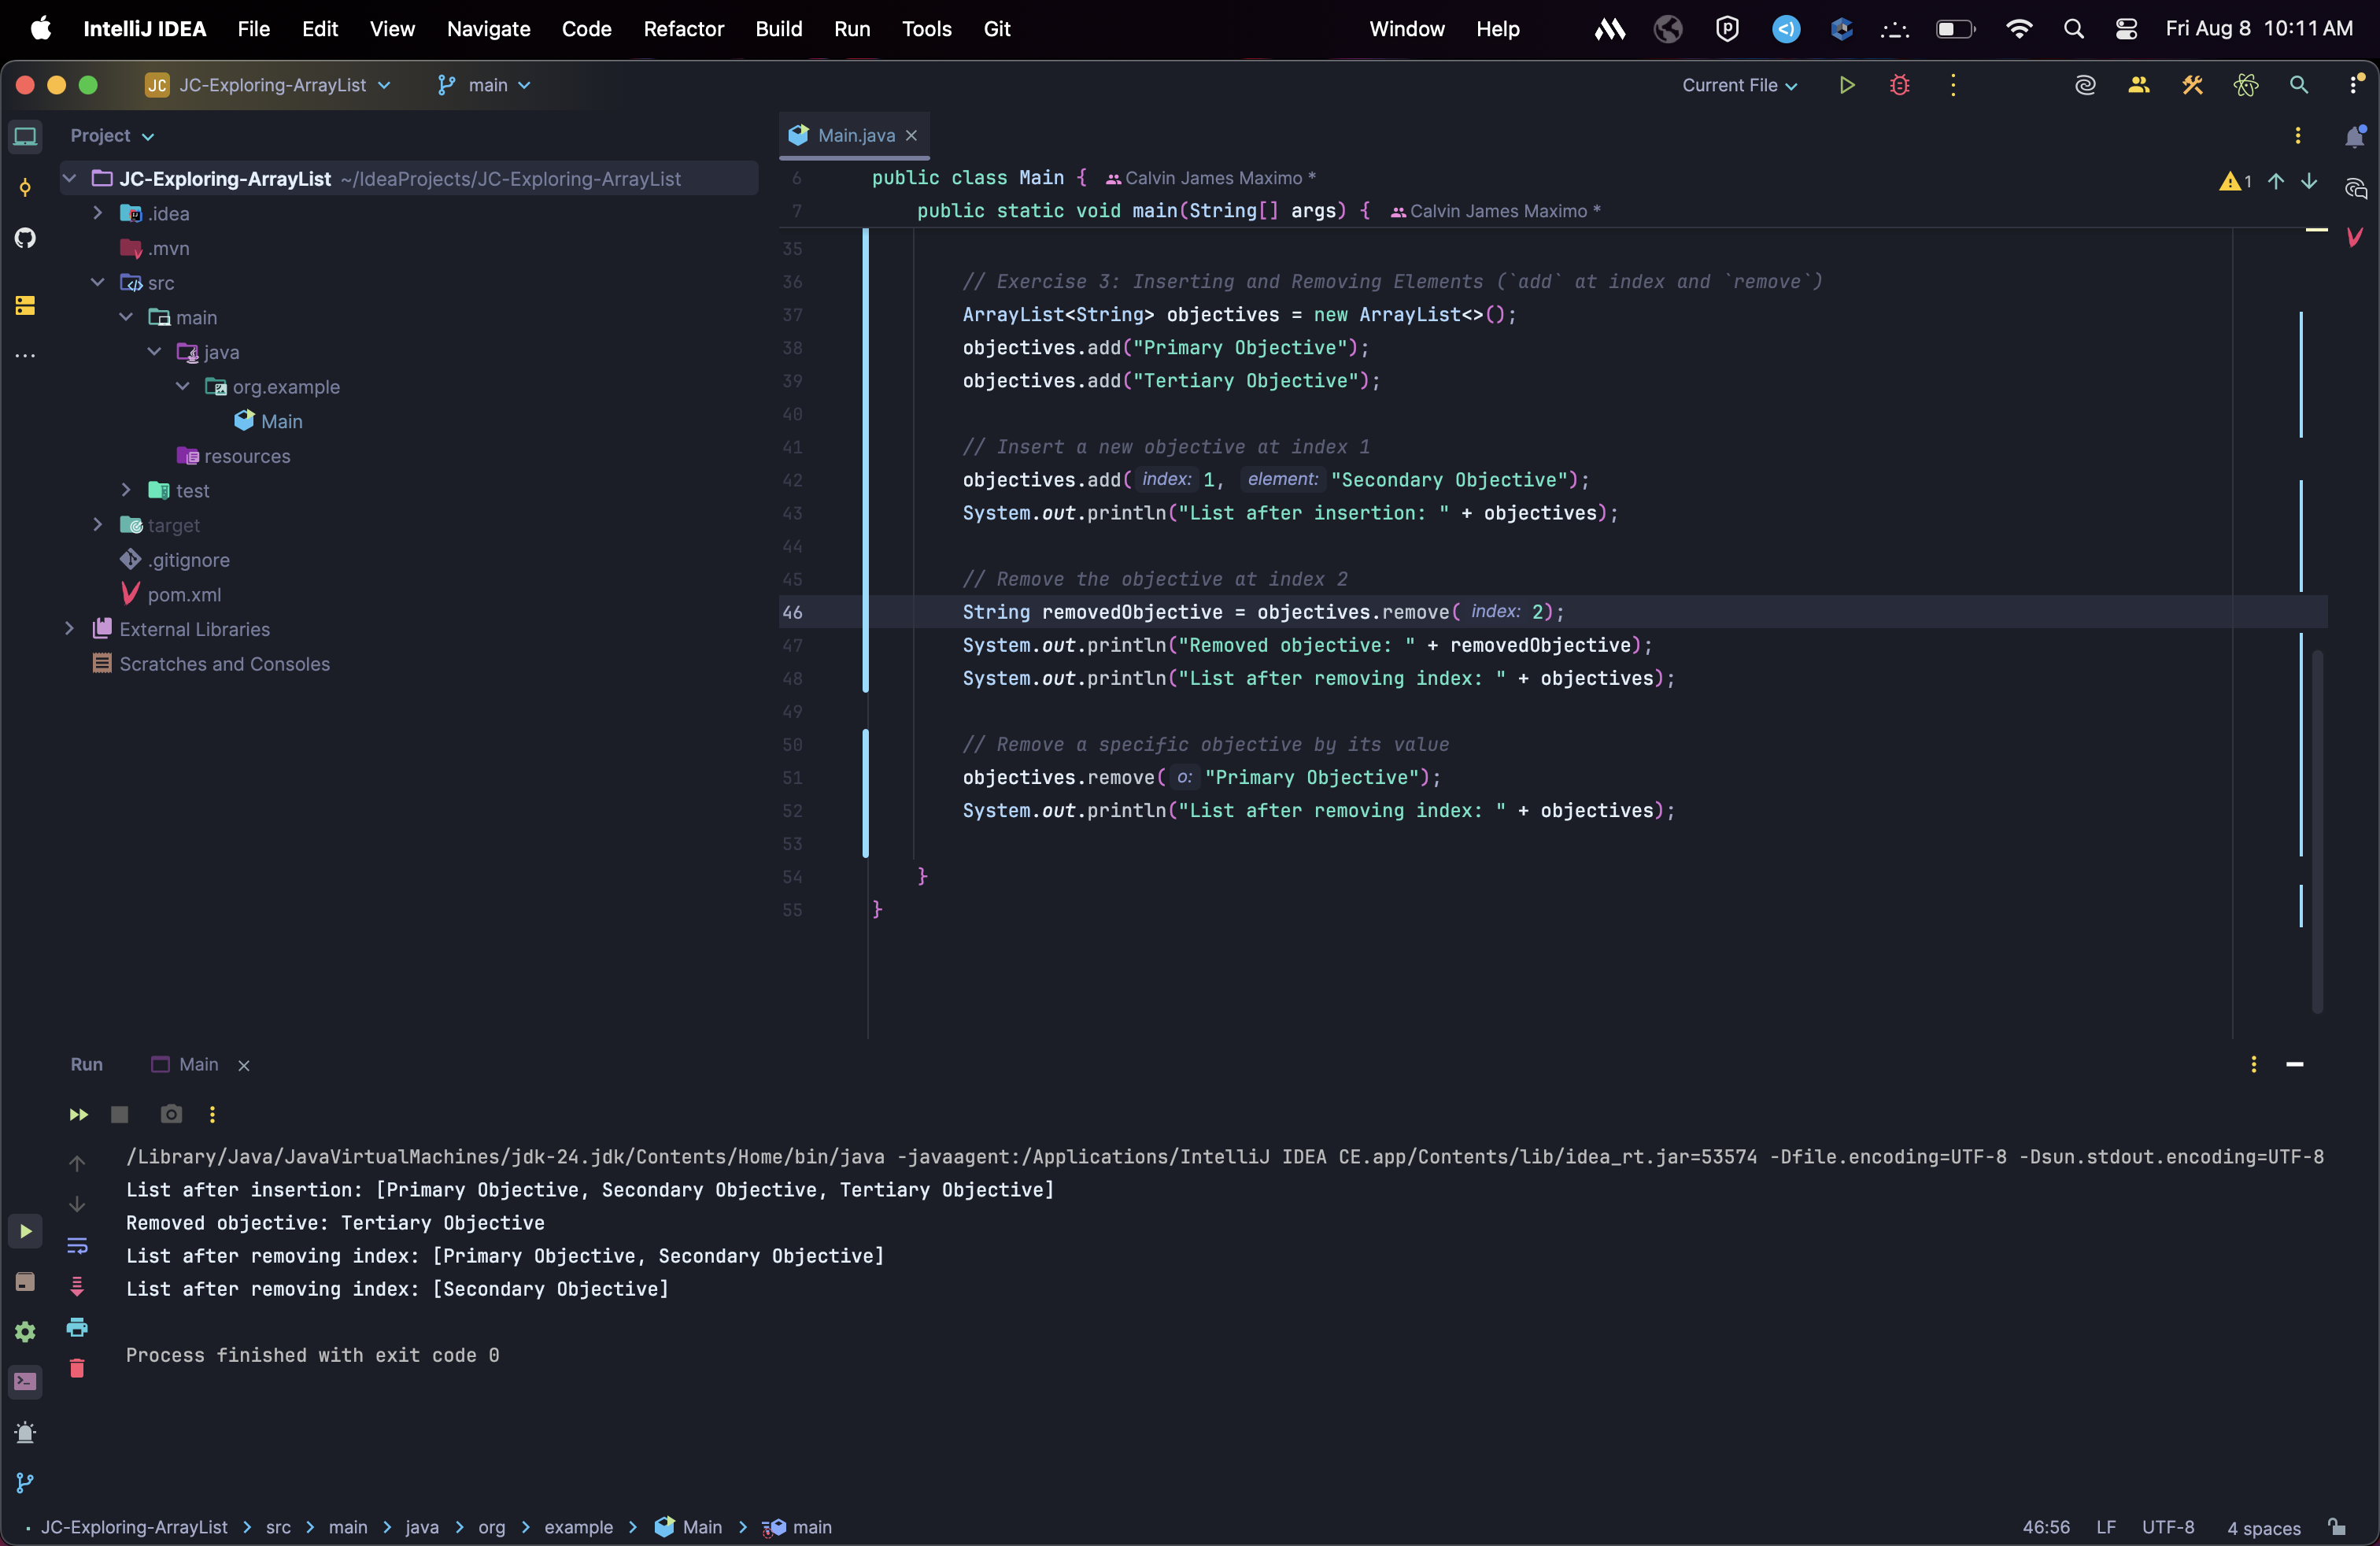 IntelliJ IDEA File Edit View Navigate Code Refactor Build Run Tools Git Window Help Fri Aug 8 10:11 AM
JC JC-Exploring-ArrayList main Current File
Project
JC-Exploring-ArrayList ~/IdeaProjects/JC-Exploring-ArrayList
.idea
.mvn
src
main
java
org.example
Main
resources
test
target
.gitignore
pom.xml
External Libraries
Scratches and Consoles
Main.java
6 public class Main { Calvin James Maximo *
1
7 public static void main(String[] args) { Calvin James Maximo *
35
36 // Exercise 3: Inserting and Removing Elements (`add` at index and `remove`)
37 ArrayList<String> objectives = new ArrayList<>();
38 objectives.add("Primary Objective");
39 objectives.add("Tertiary Objective");
40
41 // Insert a new objective at index 1
42 objectives.add( index: 1, element: "Secondary Objective");
43 System.out.println("List after insertion: " + objectives);
44
45 // Remove the objective at index 2
46 String removedObjective = objectives.remove( index: 2);
47 System.out.println("Removed objective: " + removedObjective);
48 System.out.println("List after removing index: " + objectives);
49
50 // Remove a specific objective by its value
51 objectives.remove( o: "Primary Objective");
52 System.out.println("List after removing index: " + objectives);
53
54 }
55 }
Run Main
/Library/Java/JavaVirtualMachines/jdk-24.jdk/Contents/Home/bin/java -javaagent:/Applications/IntelliJ IDEA CE.app/Contents/lib/idea_rt.jar=53574 -Dfile.encoding=UTF-8 -Dsun.stdout.encoding=UTF-8
List after insertion: [Primary Objective, Secondary Objective, Tertiary Objective]
Removed objective: Tertiary Objective
List after removing index: [Primary Objective, Secondary Objective]
List after removing index: [Secondary Objective]
Process finished with exit code 0
JC-Exploring-ArrayList > src > main > java > org > example > Main > main 46:56 LF UTF-8 4 spaces